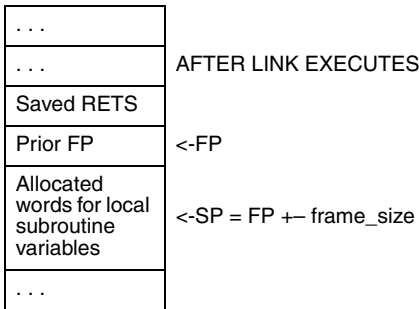 . . .
. . . AFTER LINK EXECUTES
Saved RETS
Prior FP <-FP
Allocated
words for local
subroutine <-SP = FP +– frame_size
variables
. . .